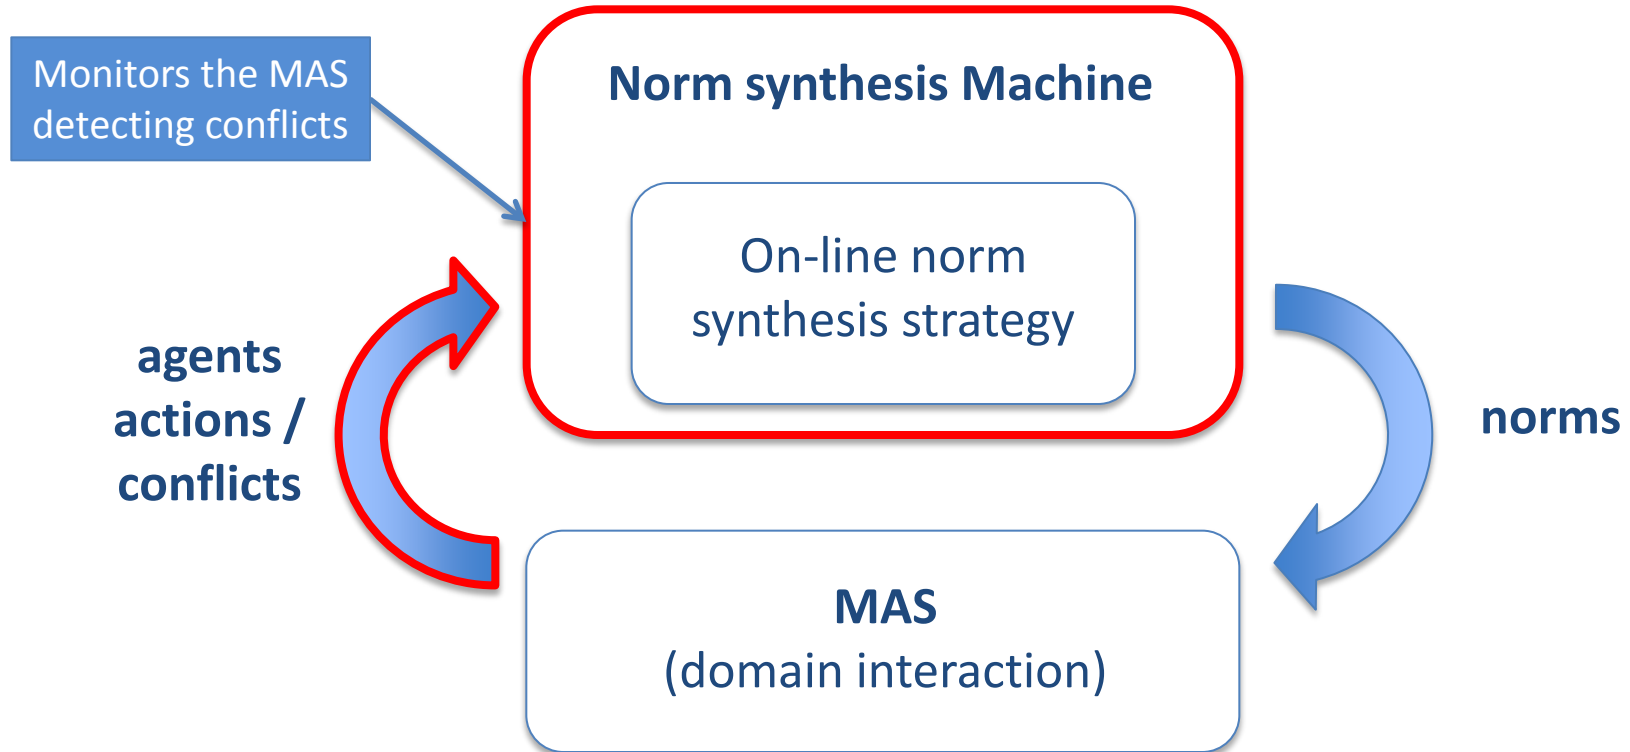 Monitors the MAS
detecting conflicts
Norm synthesis Machine
On-line norm
synthesis strategy
agents
actions /
conflicts
norms
MAS
(domain interaction)